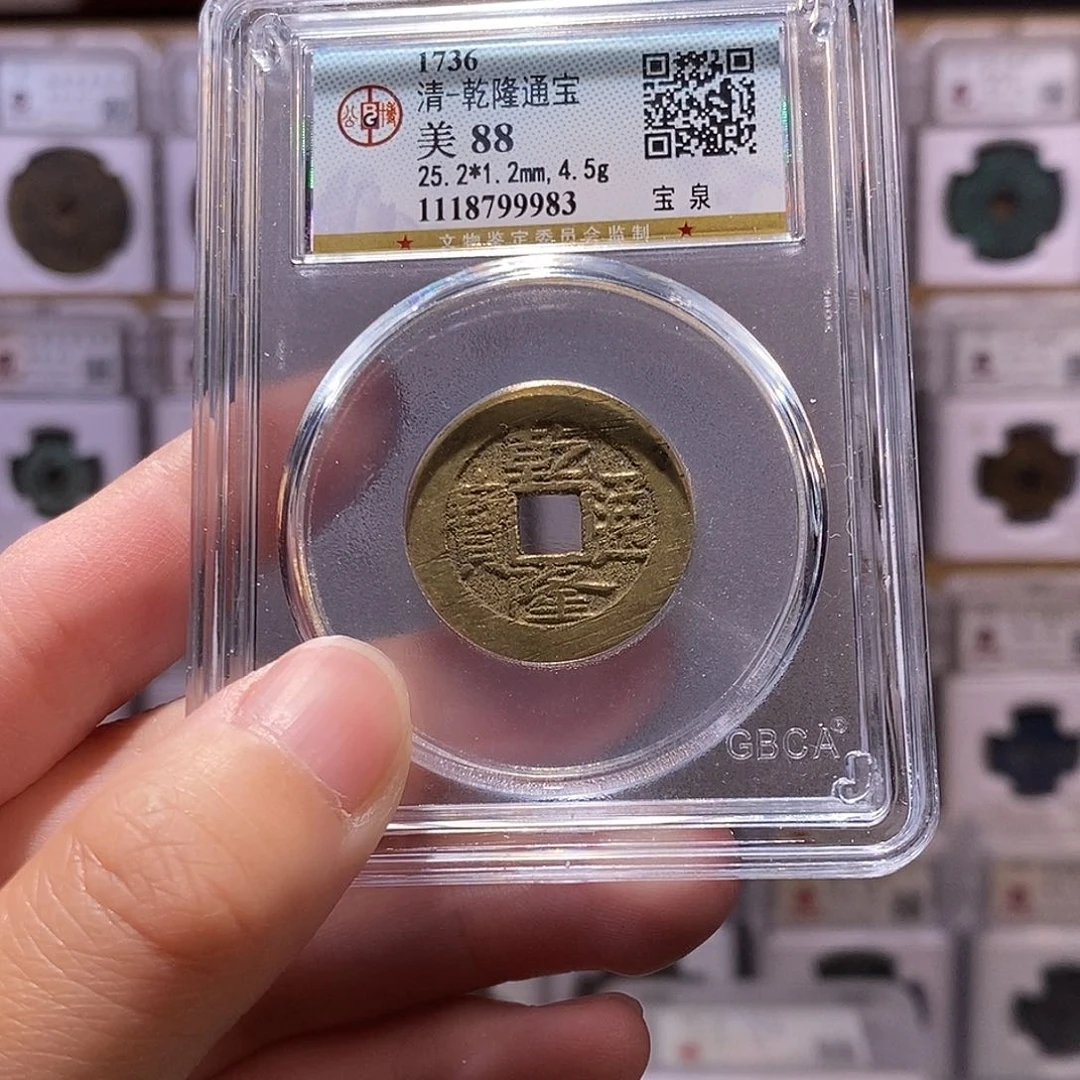 1736
清-乾隆通宝
美 88
25.2*1.2mm, 4.5g
1118799983
宝泉
★ 文物鉴定委员会监制 ★
乾隆通寶
GBCA®